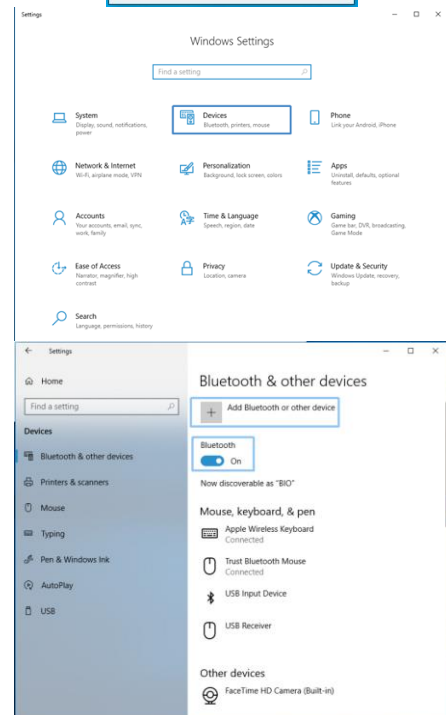 Settings
Windows Settings
Find a setting
System
Display, sound, notifications,
power
Devices
Bluetooth, printers, mouse
Phone
Link your Android, iPhone
Network & Internet
Wi-Fi, airplane mode, VPN
Personalization
Background, lock screen, colors
Apps
Uninstall, defaults, optional
features
Accounts
Your accounts, email, sync,
work, family
Time & Language
Speech, region, date
Gaming
Game bar, DVR, broadcasting,
Game Mode
Ease of Access
Narrator, magnifier, high
contrast
Privacy
Location, camera
Update & Security
Windows Update, recovery,
backup
Search
Language, permissions, history
Settings
Home
Find a setting
Devices
Bluetooth & other devices
Printers & scanners
Mouse
Typing
Pen & Windows Ink
AutoPlay
USB
Bluetooth & other devices
Add Bluetooth or other device
Bluetooth
On
Now discoverable as "BIO"
Mouse, keyboard, & pen
Apple Wireless Keyboard
Connected
Trust Bluetooth Mouse
Connected
USB Input Device
USB Receiver
Other devices
FaceTime HD Camera (Built-in)